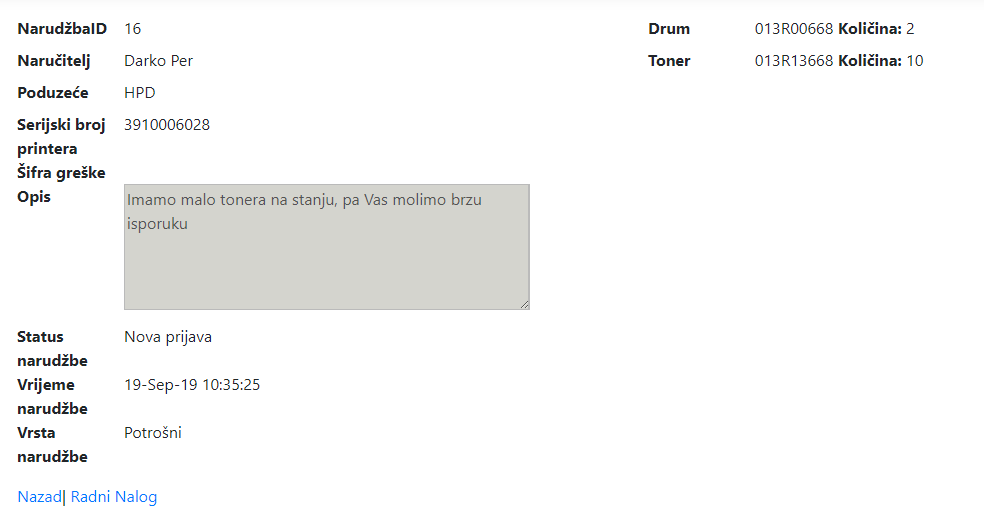 NarudžbaID 16
Naručitelj Darko Per
Poduzeće HPD
Serijski broj printera 3910006028
Šifra greške
Opis
Imamo malo tonera na stanju, pa Vas molimo brzu
isporuku
Status narudžbe Nova prijava
Vrijeme narudžbe 19-Sep-19 10:35:25
Vrsta narudžbe Potrošni
Nazad| Radni Nalog
Drum 013R00668 Količina: 2
Toner 013R13668 Količina: 10